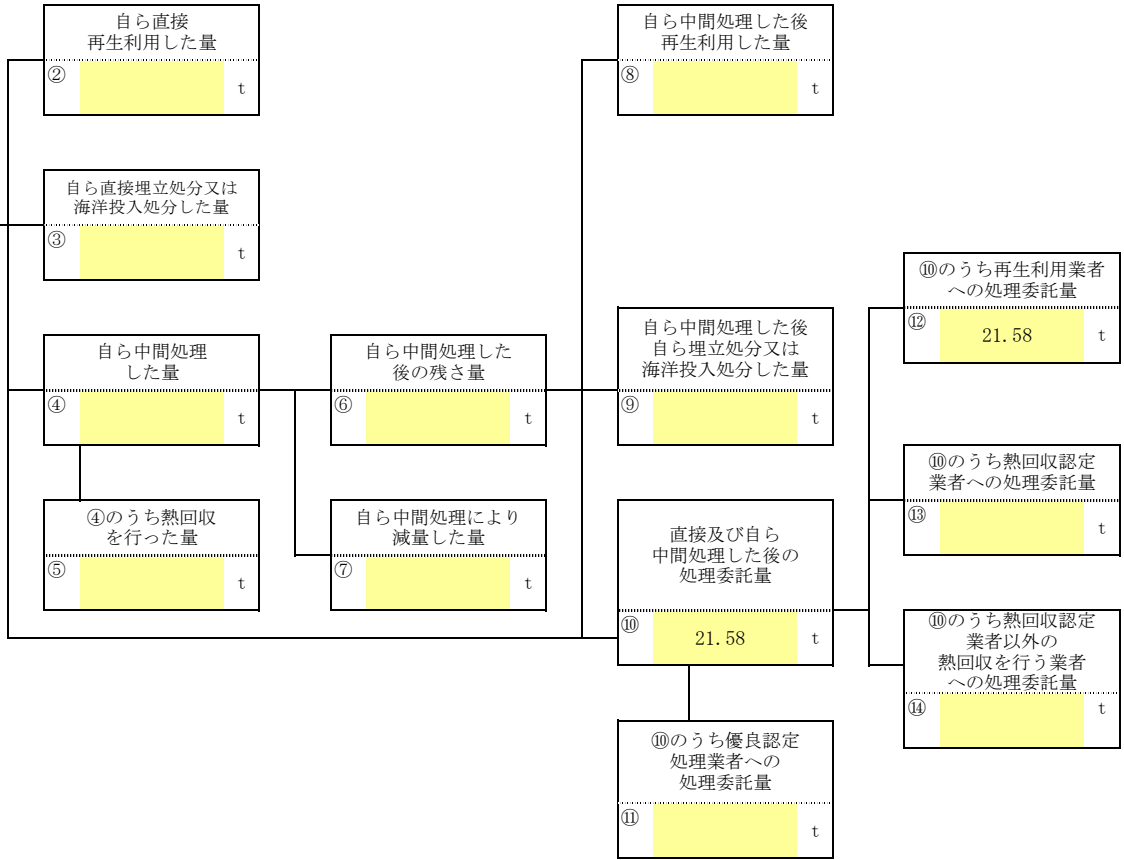 自ら直接
再生利用した量
②
t
自ら中間処理した後
再生利用した量
⑧
t
自ら直接埋立処分又は
海洋投入処分した量
③
t
⑩のうち再生利用業者
への処理委託量
⑫
21.58
t
自ら中間処理
した量
④
t
自ら中間処理した
後の残さ量
⑥
t
自ら中間処理した後
自ら埋立処分又は
海洋投入処分した量
⑨
t
⑩のうち熱回収認定
業者への処理委託量
⑬
t
④のうち熱回収
を行った量
⑤
t
自ら中間処理により
減量した量
⑦
t
直接及び自ら
中間処理した後の
処理委託量
⑩
21.58
t
⑩のうち熱回収認定
業者以外の
熱回収を行う業者
への処理委託量
⑭
t
⑩のうち優良認定
処理業者への
処理委託量
⑪
t